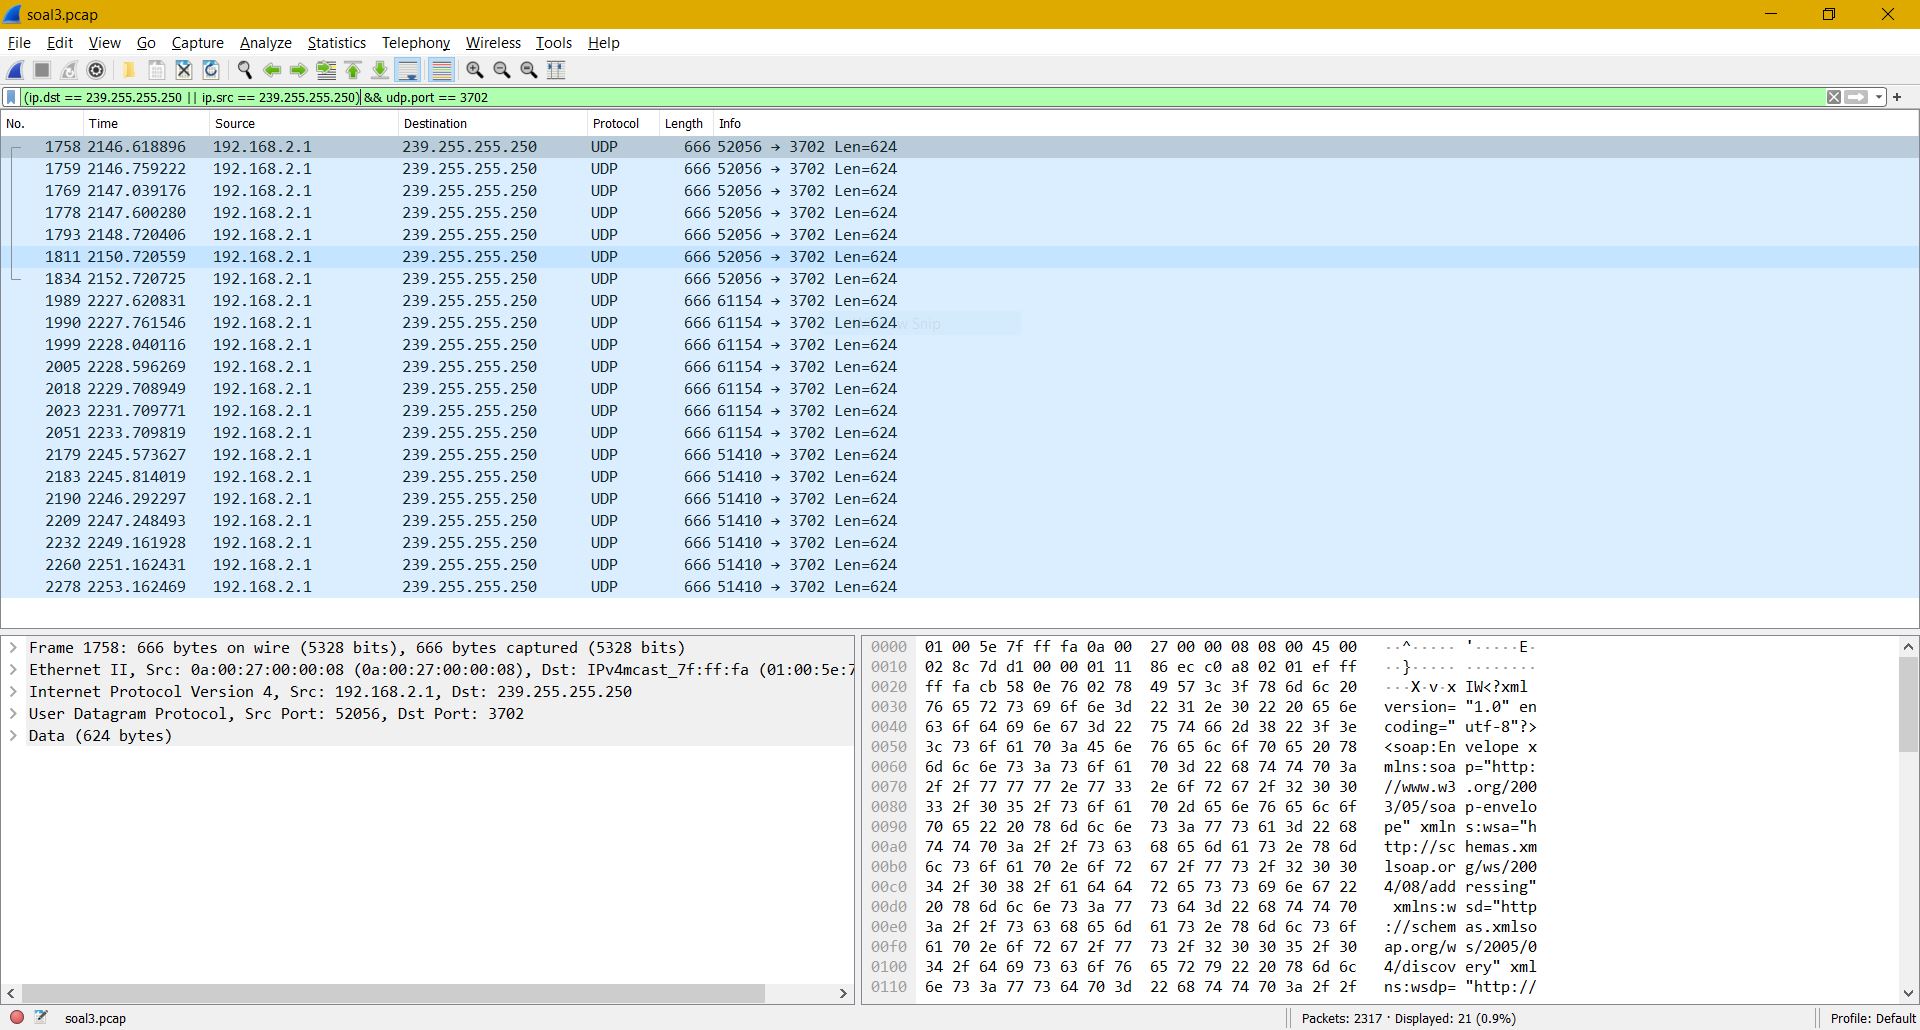 soal3.pcap
File Edit View Go Capture Analyze Statistics Telephony Wireless Tools Help
(ip.dst == 239.255.255.250 || ip.src == 239.255.255.250) && udp.port == 3702
No. Time Source Destination Protocol Length Info
1758 2146.618896 192.168.2.1 239.255.255.250 UDP 666 52056 → 3702 Len=624
1759 2146.759222 192.168.2.1 239.255.255.250 UDP 666 52056 → 3702 Len=624
1769 2147.039176 192.168.2.1 239.255.255.250 UDP 666 52056 → 3702 Len=624
1778 2147.600280 192.168.2.1 239.255.255.250 UDP 666 52056 → 3702 Len=624
1793 2148.720406 192.168.2.1 239.255.255.250 UDP 666 52056 → 3702 Len=624
1811 2150.720559 192.168.2.1 239.255.255.250 UDP 666 52056 → 3702 Len=624
1834 2152.720725 192.168.2.1 239.255.255.250 UDP 666 52056 → 3702 Len=624
1989 2227.620831 192.168.2.1 239.255.255.250 UDP 666 61154 → 3702 Len=624
1990 2227.761546 192.168.2.1 239.255.255.250 UDP 666 61154 → 3702 Len=624 Snip
1999 2228.040116 192.168.2.1 239.255.255.250 UDP 666 61154 → 3702 Len=624
2005 2228.596269 192.168.2.1 239.255.255.250 UDP 666 61154 → 3702 Len=624
2018 2229.708949 192.168.2.1 239.255.255.250 UDP 666 61154 → 3702 Len=624
2023 2231.709771 192.168.2.1 239.255.255.250 UDP 666 61154 → 3702 Len=624
2051 2233.709819 192.168.2.1 239.255.255.250 UDP 666 61154 → 3702 Len=624
2179 2245.573627 192.168.2.1 239.255.255.250 UDP 666 51410 → 3702 Len=624
2183 2245.814019 192.168.2.1 239.255.255.250 UDP 666 51410 → 3702 Len=624
2190 2246.292297 192.168.2.1 239.255.255.250 UDP 666 51410 → 3702 Len=624
2209 2247.248493 192.168.2.1 239.255.255.250 UDP 666 51410 → 3702 Len=624
2232 2249.161928 192.168.2.1 239.255.255.250 UDP 666 51410 → 3702 Len=624
2260 2251.162431 192.168.2.1 239.255.255.250 UDP 666 51410 → 3702 Len=624
2278 2253.162469 192.168.2.1 239.255.255.250 UDP 666 51410 → 3702 Len=624
Frame 1758: 666 bytes on wire (5328 bits), 666 bytes captured (5328 bits)
Ethernet II, Src: 0a:00:27:00:00:08 (0a:00:27:00:00:08), Dst: IPv4mcast_7f:ff:fa (01:00:5e:7
Internet Protocol Version 4, Src: 192.168.2.1, Dst: 239.255.255.250
User Datagram Protocol, Src Port: 52056, Dst Port: 3702
Data (624 bytes)
0000 01 00 5e 7f ff fa 0a 00 27 00 00 08 08 00 45 00 ··^····· '·····E·
0010 02 8c 7d d1 00 00 01 11 86 ec c0 a8 02 01 ef ff ··}····· ········
0020 ff fa cb 58 0e 76 02 78 49 57 3c 3f 78 6d 6c 20 ···X·v·x IW<?xml
0030 76 65 72 73 69 6f 6e 3d 22 31 2e 30 22 20 65 6e version= "1.0" en
0040 63 6f 64 69 6e 67 3d 22 75 74 66 2d 38 22 3f 3e coding=" utf-8"?>
0050 3c 73 6f 61 70 3a 45 6e 76 65 6c 6f 70 65 20 78 <soap:En velope x
0060 6d 6c 6e 73 3a 73 6f 61 70 3d 22 68 74 74 70 3a mlns:soa p="http:
0070 2f 2f 77 77 77 2e 77 33 2e 6f 72 67 2f 32 30 30 //www.w3 .org/200
0080 33 2f 30 35 2f 73 6f 61 70 2d 65 6e 76 65 6c 6f 3/05/soa p-envelo
0090 70 65 22 20 78 6d 6c 6e 73 3a 77 73 61 3d 22 68 pe" xmln s:wsa="h
00a0 74 74 70 3a 2f 2f 73 63 68 65 6d 61 73 2e 78 6d ttp://sc hemas.xm
00b0 6c 73 6f 61 70 2e 6f 72 67 2f 77 73 2f 32 30 30 lsoap.or g/ws/200
00c0 34 2f 30 38 2f 61 64 64 72 65 73 73 69 6e 67 22 4/08/add ressing"
00d0 20 78 6d 6c 6e 73 3a 77 73 64 3d 22 68 74 74 70 xmlns:w sd="http
00e0 3a 2f 2f 73 63 68 65 6d 61 73 2e 78 6d 6c 73 6f ://schem as.xmlso
00f0 61 70 2e 6f 72 67 2f 77 73 2f 32 30 30 35 2f 30 ap.org/w s/2005/0
0100 34 2f 64 69 73 63 6f 76 65 72 79 22 20 78 6d 6c 4/discov ery" xml
0110 6e 73 3a 77 73 64 70 3d 22 68 74 74 70 3a 2f 2f ns:wsdp= "http://
soal3.pcap Packets: 2317 · Displayed: 21 (0.9%) Profile: Default